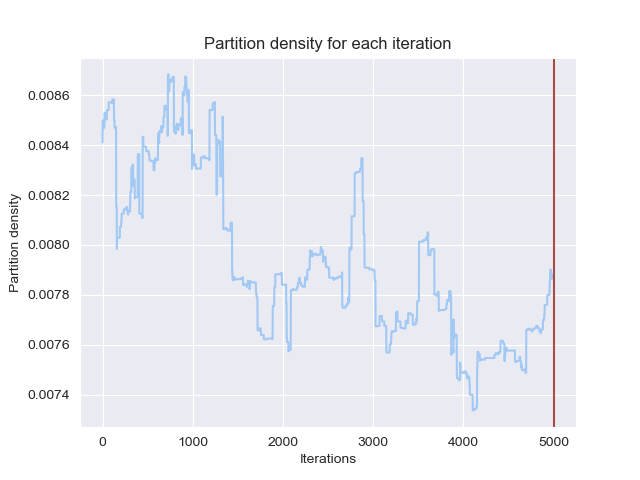 Partition density for each iteration
Partition density
0.0086
0.0084
0.0082
0.0080
0.0078
0.0076
0.0074
0 1000 2000 3000 4000 5000
Iterations